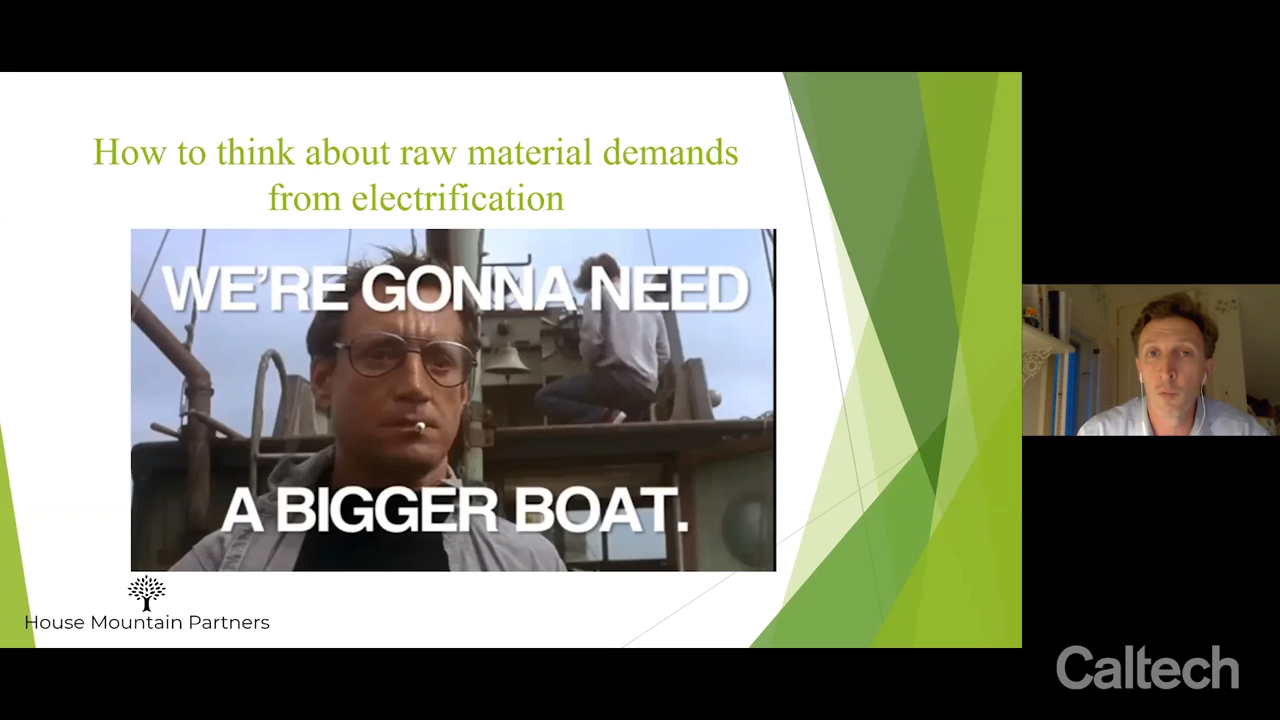 How to think about raw material demands
from electrification
WE'RE GONNA NEED
A BIGGER BOAT.
House Mountain Partners
Caltech